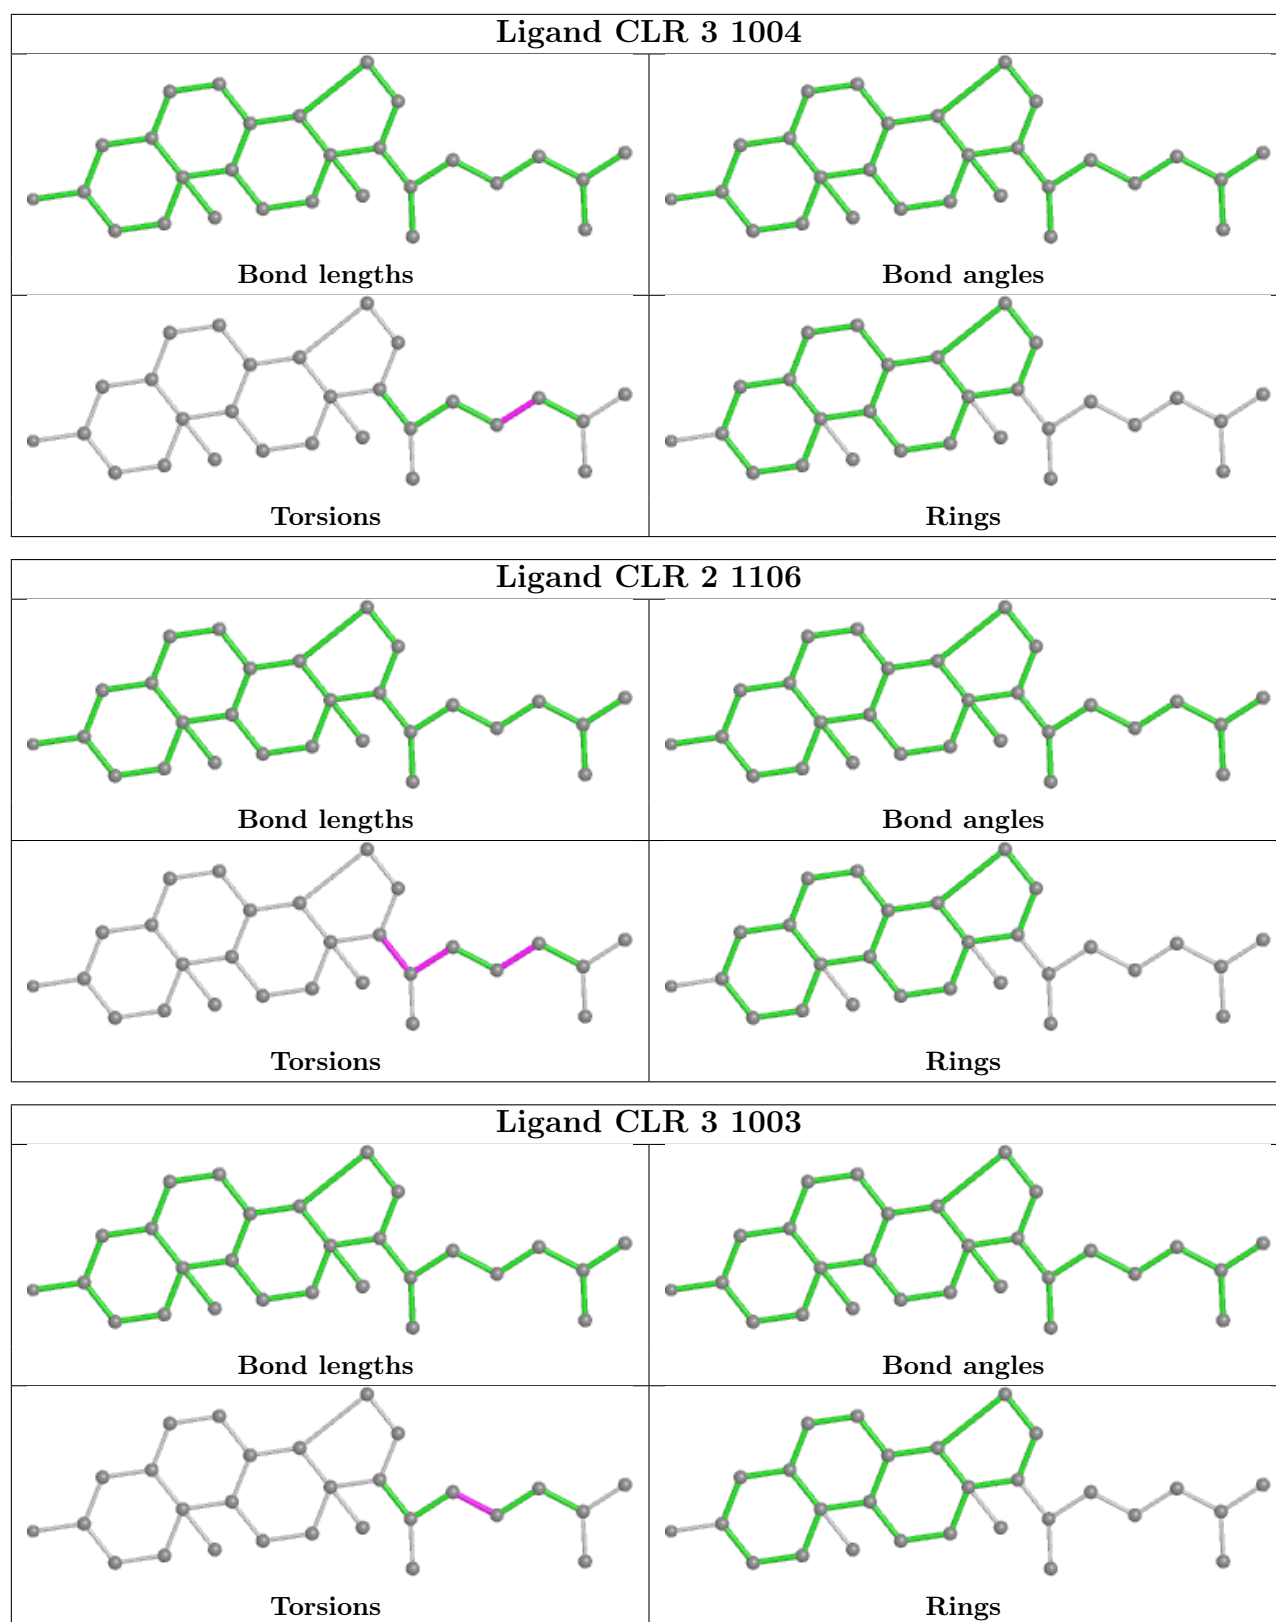 Ligand CLR 3 1004
Bond lengths
Bond angles
Torsions
Rings
Ligand CLR 2 1106
Bond lengths
Bond angles
Torsions
Rings
Ligand CLR 3 1003
Bond lengths
Bond angles
Torsions
Rings